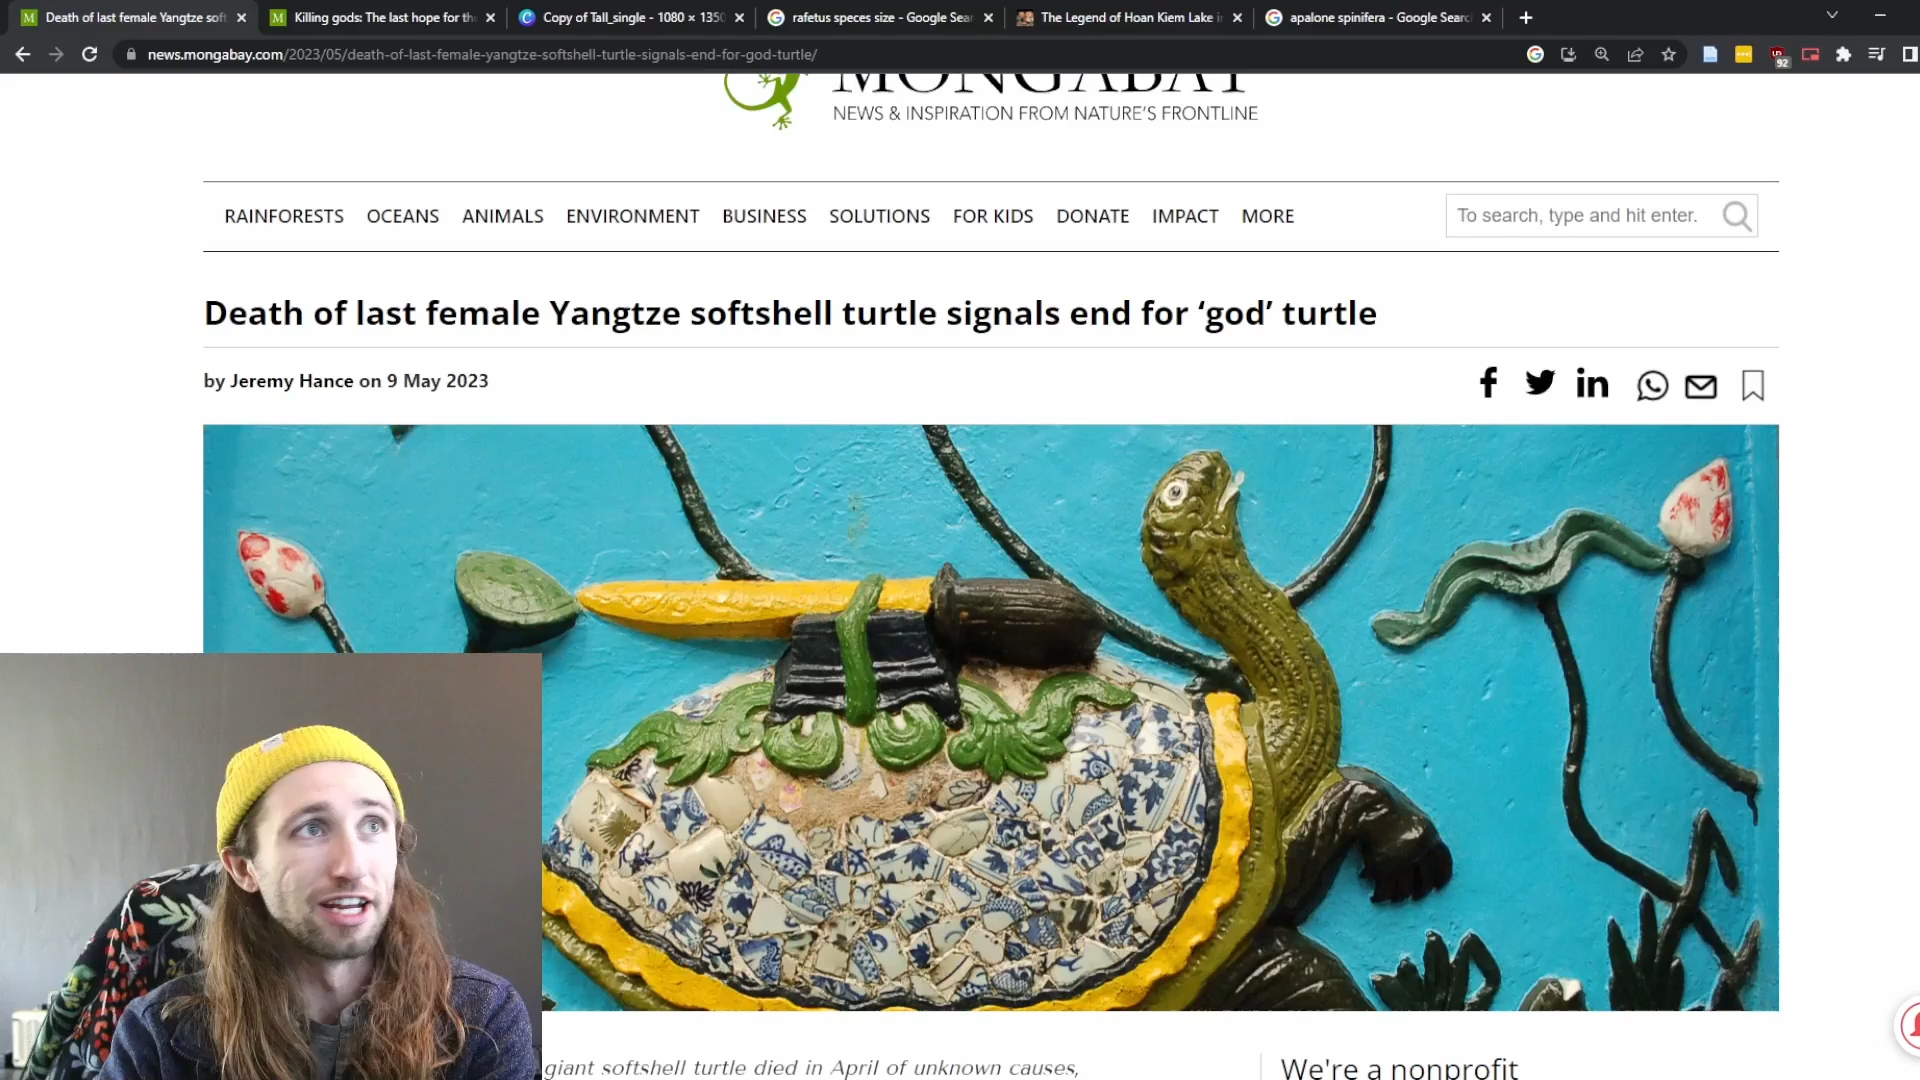 Death of last female Yangtze soft
Killing gods: The last hope for th
Copy of Tall_single - 1080 × 1350
rafetus speces size - Google Sear
The Legend of Hoan Kiem Lake i
apalone spinifera - Google Searc
news.mongabay.com/2023/05/death-of-last-female-yangtze-softshell-turtle-signals-end-for-god-turtle/
92
MONGABAY
NEWS & INSPIRATION FROM NATURE'S FRONTLINE
RAINFORESTS OCEANS ANIMALS ENVIRONMENT BUSINESS SOLUTIONS FOR KIDS DONATE IMPACT MORE
To search, type and hit enter.
Death of last female Yangtze softshell turtle signals end for ‘god’ turtle
by Jeremy Hance on 9 May 2023
giant softshell turtle died in April of unknown causes,
We're a nonprofit